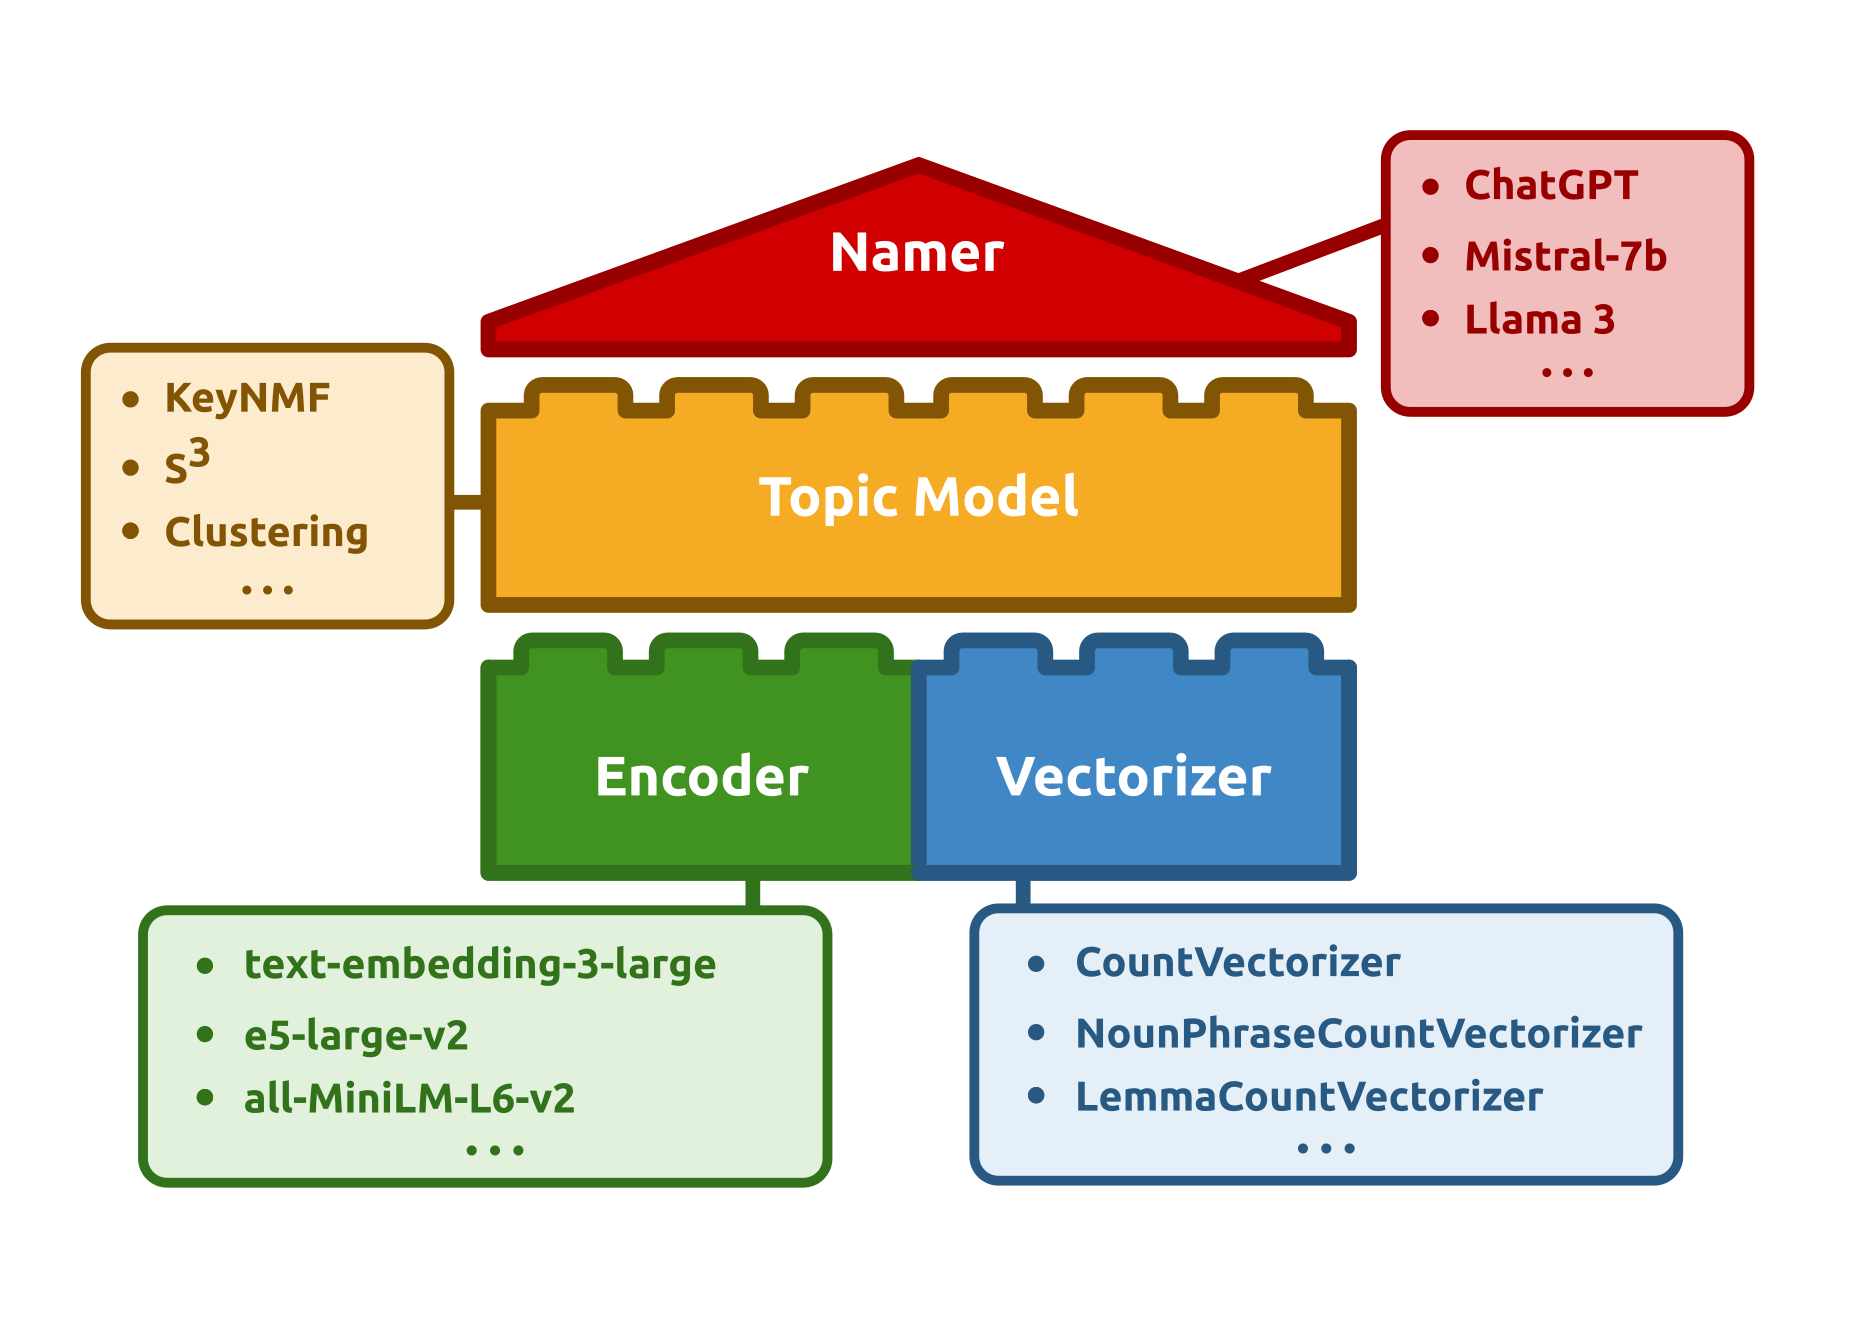 Namer
• ChatGPT
• Mistral-7b
• Llama 3
...
• KeyNMF
• S³
• Clustering
...
Topic Model
Encoder
Vectorizer
• text-embedding-3-large
• e5-large-v2
• all-MiniLM-L6-v2
...
• CountVectorizer
• NounPhraseCountVectorizer
• LemmaCountVectorizer
...